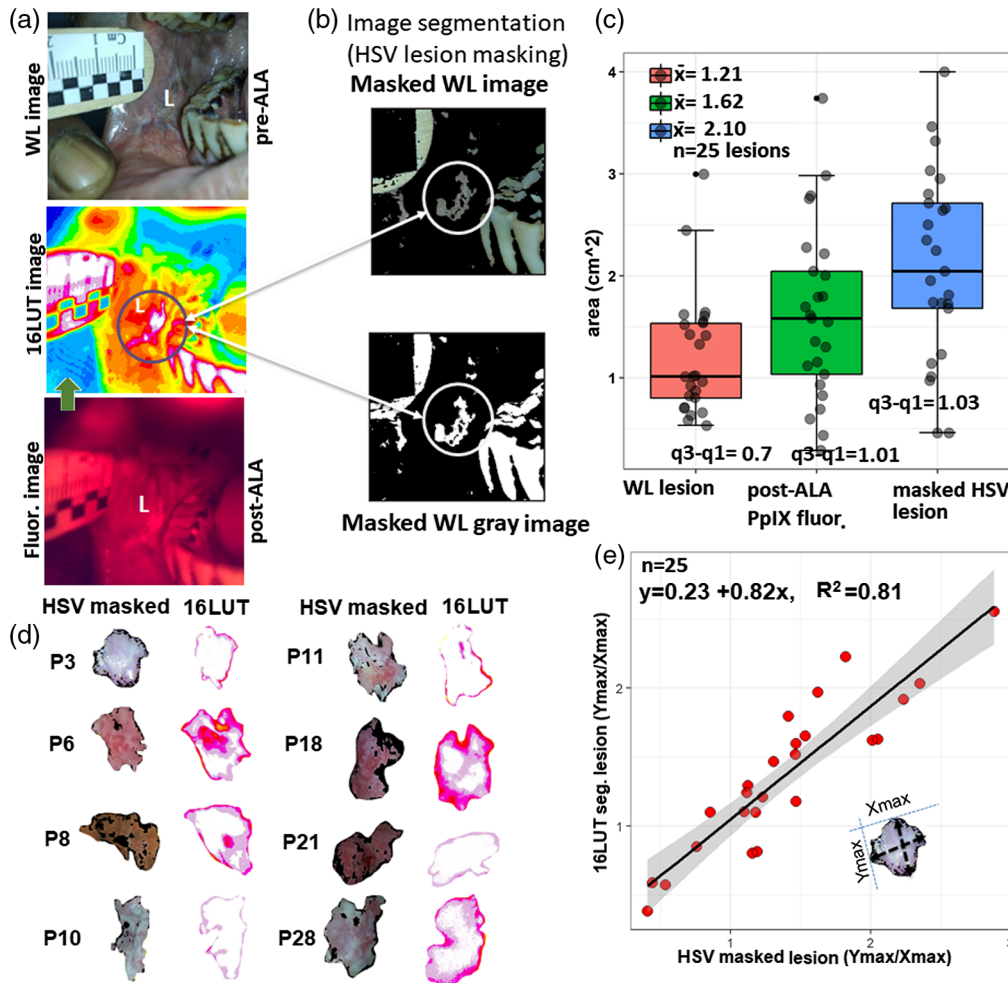 (a)
WL image
Cm
1
2
L
pre-ALA
16LUT image
L
Fluor. image
L
post-ALA
(b)
Image segmentation
(HSV lesion masking)
Masked WL image
Masked WL gray image
(c)
area (cm^2)
4
3
2
1
x̄= 1.21
x̄= 1.62
x̄= 2.10
n=25 lesions
q3-q1= 0.7
q3-q1=1.01
q3-q1= 1.03
WL lesion
post-ALA
PpIX fluor.
masked HSV
lesion
(d)
HSV masked 16LUT
P3
P6
P8
P10
HSV masked 16LUT
P11
P18
P21
P28
(e)
n=25
y=0.23 +0.82x, R²=0.81
16LUT seg. lesion (Ymax/Xmax)
2
1
Xmax
Ymax
1 2
HSV masked lesion (Ymax/Xmax)